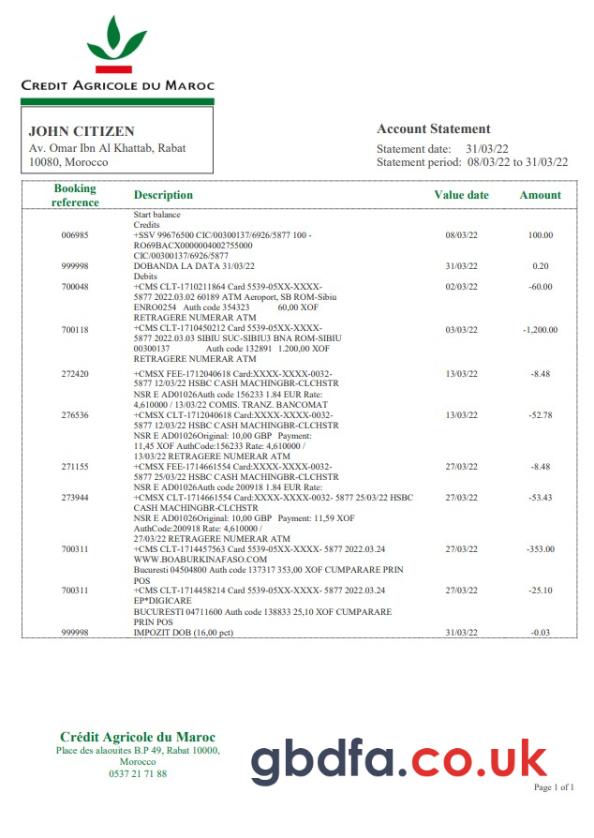 CREDIT AGRICOLE DU MAROC
JOHN CITIZEN
Av. Omar Ibn Al Khattab, Rabat
10080, Morocco
Account Statement
Statement date: 31/03/22
Statement period: 08/03/22 to 31/03/22
Booking reference Description Value date Amount
Start balance
Credits
006985 +SSV 99676500 CIC/00300137/6926/5877 100 - 08/03/22 100.00
RO69BACX0000004002755000
CIC/00300137/6926/5877
999998 DOBANDA LA DATA 31/03/22 31/03/22 0.20
Debits
700048 +CMS CLT-1710211864 Card 5539-05XX-XXXX- 02/03/22 -60.00
5877 2022.03.02 60189 ATM Aeroport, SB ROM-Sibiu
ENRO0254 Auth code 354323 60,00 XOF
RETRAGERE NUMERAR ATM
700118 +CMS CLT-1710450212 Card 5539-05XX-XXXX- 03/03/22 -1,200.00
5877 2022.03.03 SIBIU SUC-SIBIU3 BNA ROM-SIBIU
00300137 Auth code 132891 1.200,00 XOF
RETRAGERE NUMERAR ATM
272420 +CMSX FEE-1712040618 Card:XXXX-XXXX-0032- 13/03/22 -8.48
5877 12/03/22 HSBC CASH MACHINGBR-CLCHSTR
NSR E AD01026Auth code 156233 1.84 EUR Rate:
4,610000 / 13/03/22 COMIS. TRANZ. BANCOMAT
276536 +CMSX CLT-1712040618 Card:XXXX-XXXX-0032- 13/03/22 -52.78
5877 12/03/22 HSBC CASH MACHINGBR-CLCHSTR
NSR E AD01026Original: 10,00 GBP Payment:
11,45 XOF AuthCode:156233 Rate: 4,610000 /
13/03/22 RETRAGERE NUMERAR ATM
271155 +CMSX FEE-1714661554 Card:XXXX-XXXX-0032- 27/03/22 -8.48
5877 25/03/22 HSBC CASH MACHINGBR-CLCHSTR
NSR E AD01026Auth code 200918 1.84 EUR Rate:
273944 +CMSX CLT-1714661554 Card:XXXX-XXXX-0032- 5877 25/03/22 HSBC 27/03/22 -53.43
CASH MACHINGBR-CLCHSTR
NSR E AD01026Original: 10,00 GBP Payment: 11,59 XOF
AuthCode:200918 Rate: 4,610000 /
27/03/22 RETRAGERE NUMERAR ATM
700311 +CMS CLT-1714457563 Card 5539-05XX-XXXX- 5877 2022.03.24 27/03/22 -353.00
WWW.BOABURKINAFASO.COM
Bucuresti 04504800 Auth code 137317 353,00 XOF CUMPARARE PRIN
POS
700311 +CMS CLT-1714458214 Card 5539-05XX-XXXX- 5877 2022.03.24 27/03/22 -25.10
EP*DIGICARE
BUCURESTI 04711600 Auth code 138833 25,10 XOF CUMPARARE
PRIN POS
999998 IMPOZIT DOB (16,00 pct) 31/03/22 -0.03
Crédit Agricole du Maroc
Place des alaouites B.P 49, Rabat 10000,
Morocco
0537 21 71 88
gbdfa.co.uk
Page 1 of 1